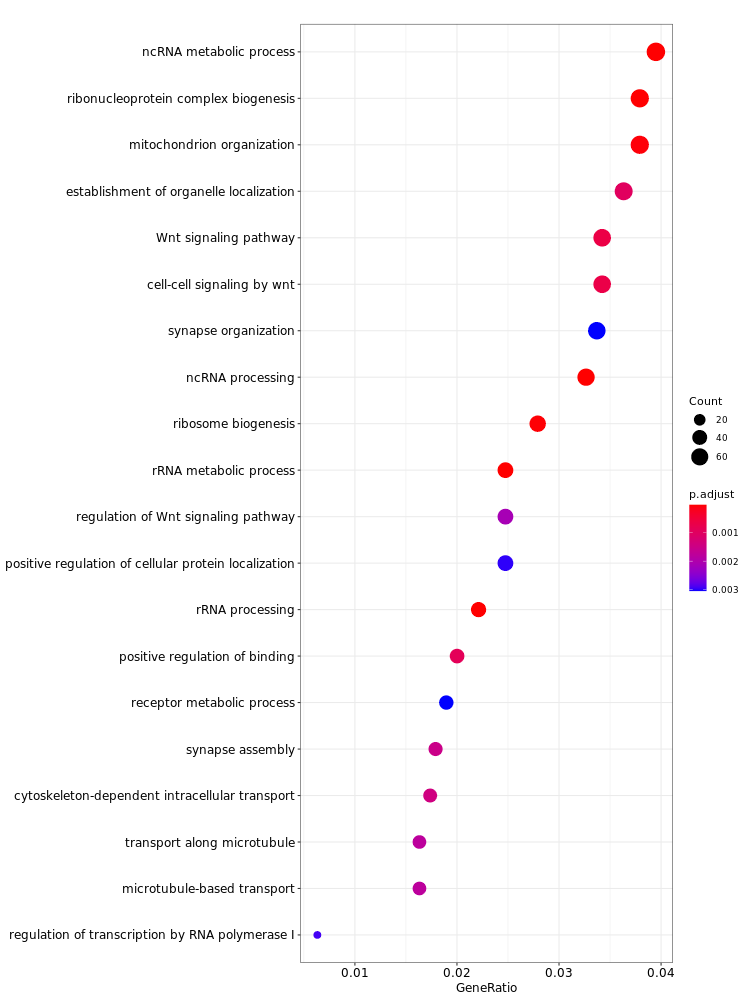 ncRNA metabolic process
ribonucleoprotein complex biogenesis
mitochondrion organization
establishment of organelle localization
Wnt signaling pathway
cell-cell signaling by wnt
synapse organization
ncRNA processing
ribosome biogenesis
rRNA metabolic process
regulation of Wnt signaling pathway
positive regulation of cellular protein localization
rRNA processing
positive regulation of binding
receptor metabolic process
synapse assembly
cytoskeleton-dependent intracellular transport
transport along microtubule
microtubule-based transport
regulation of transcription by RNA polymerase I
0.01 0.02 0.03 0.04
GeneRatio
Count
20
40
60
p.adjust
0.001
0.002
0.003